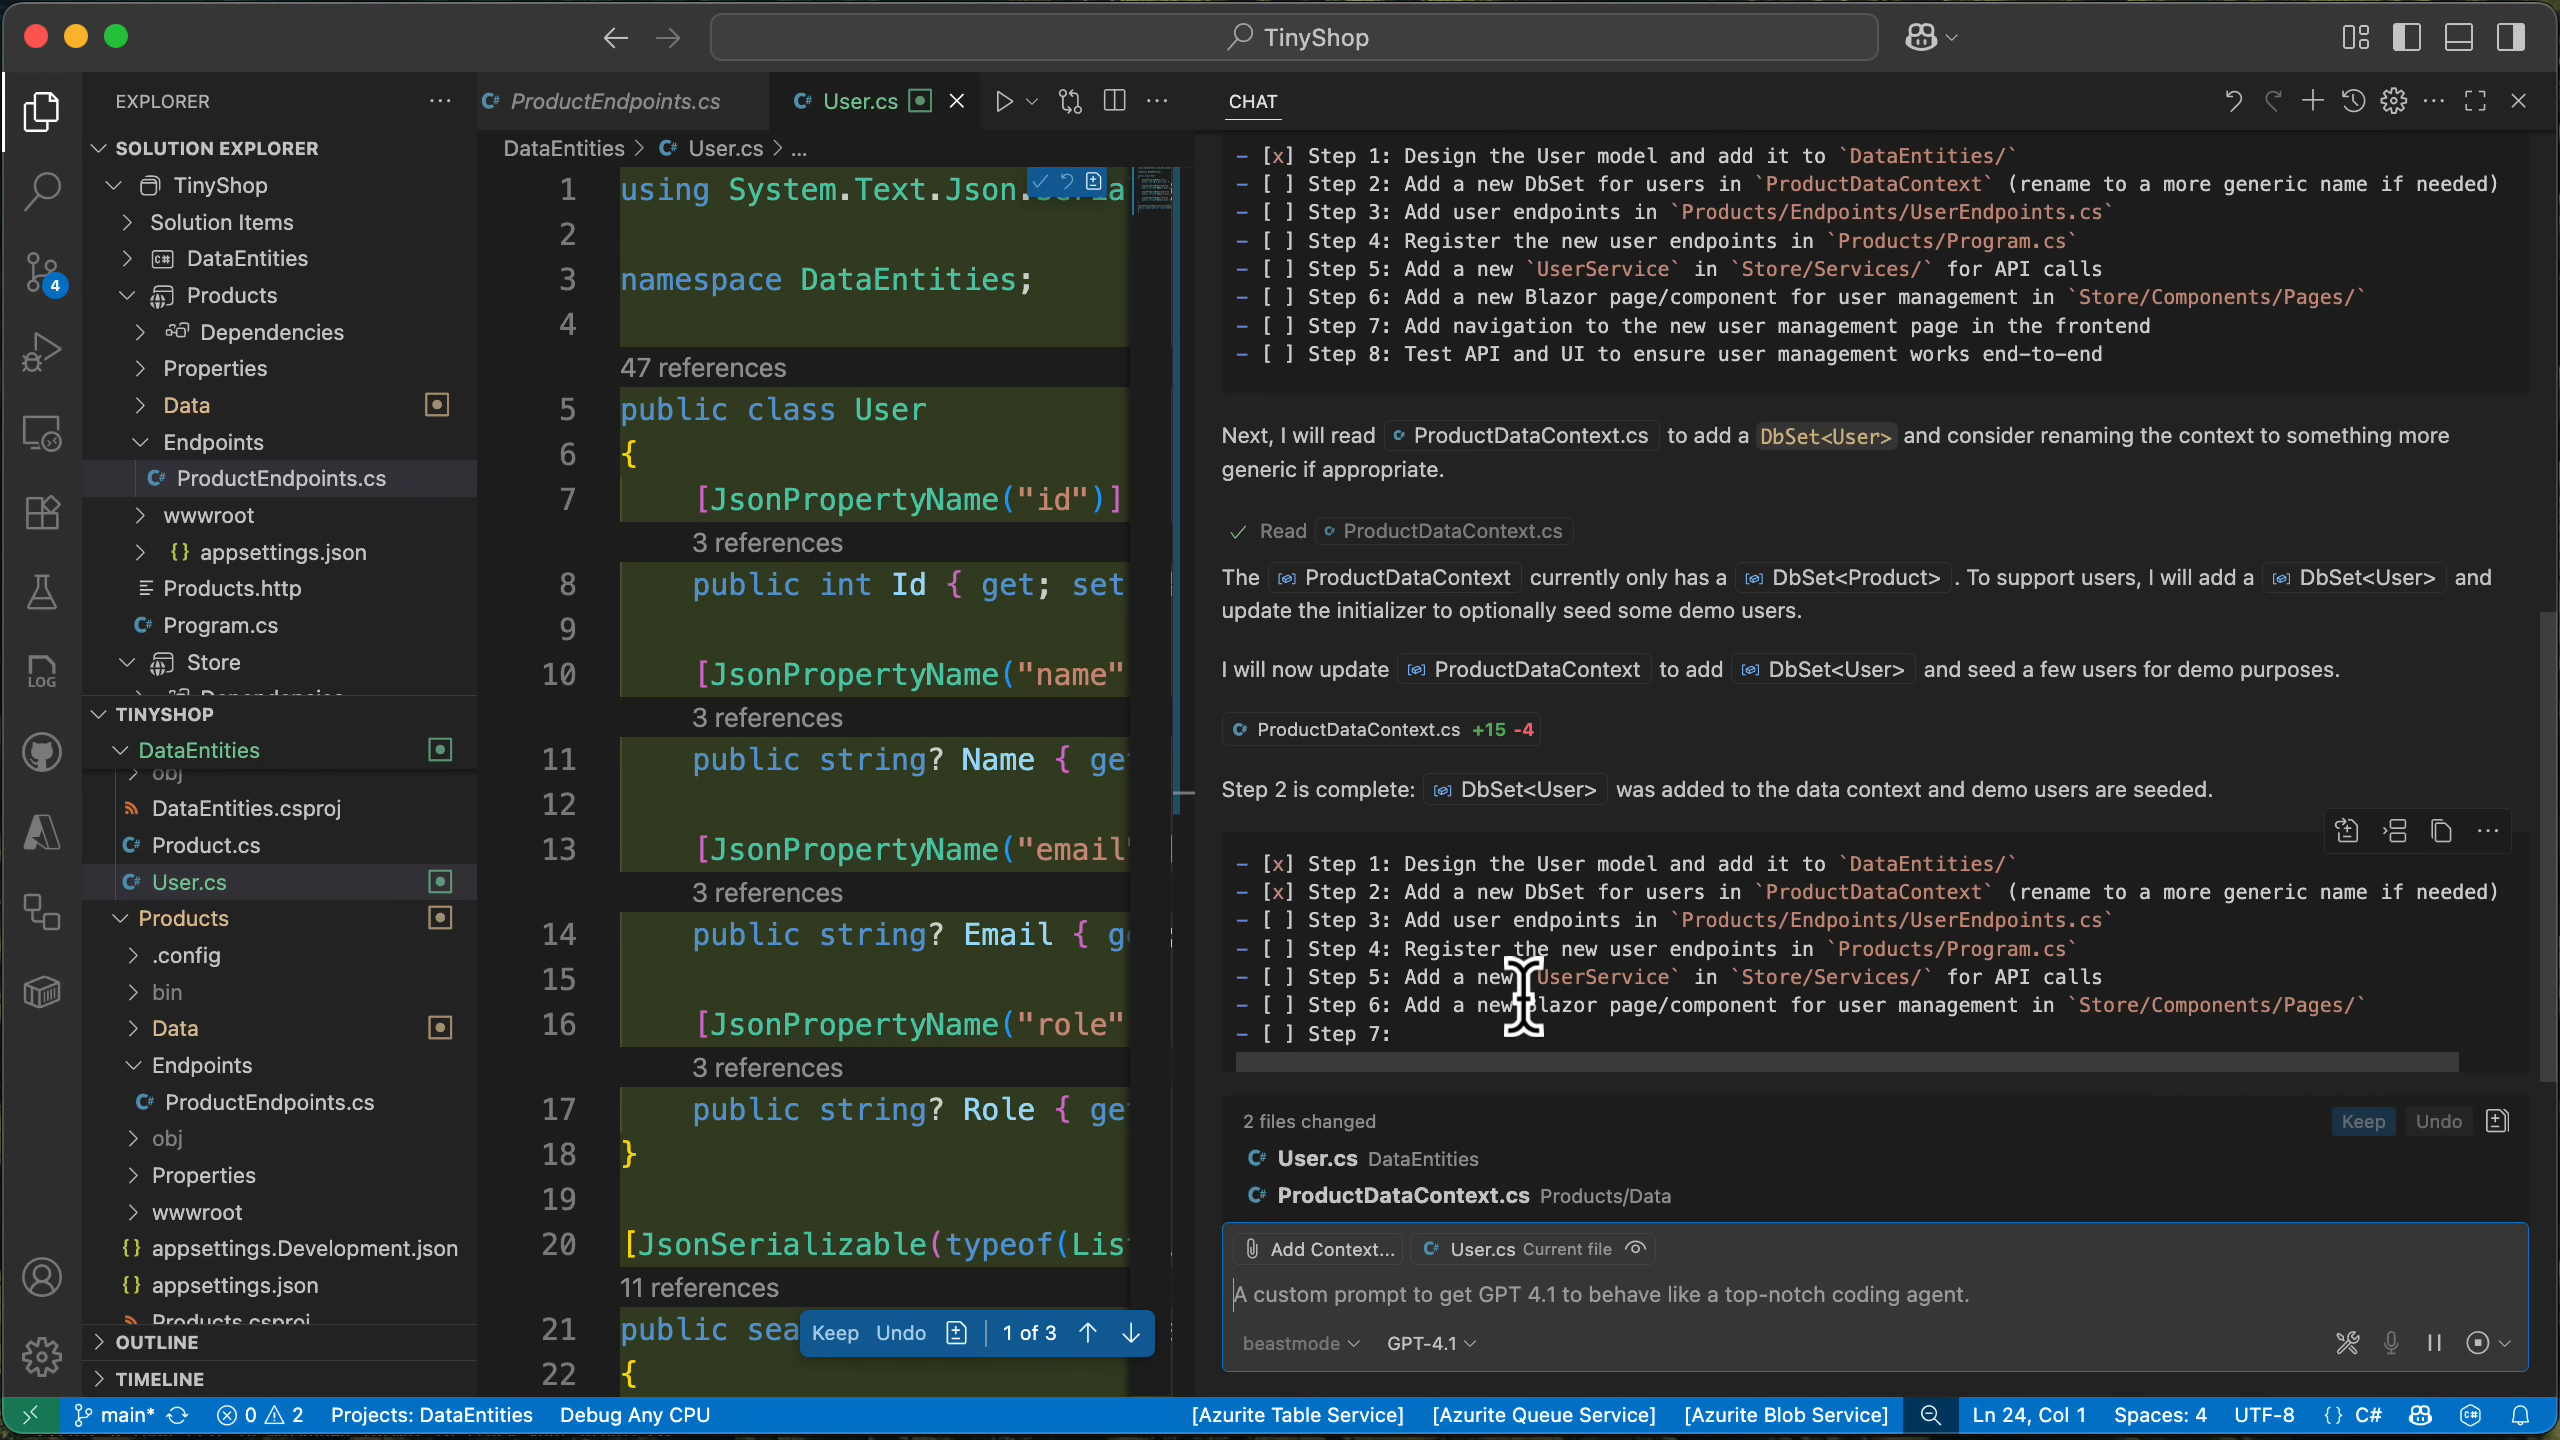 TinyShop
EXPLORER
SOLUTION EXPLORER
TinyShop
Solution Items
DataEntities
Products
Dependencies
Properties
Data
Endpoints
ProductEndpoints.cs
wwwroot
{} appsettings.json
Products.http
C# Program.cs
Store
TINYSHOP
DataEntities
obj
DataEntities.csproj
C# Product.cs
C# User.cs
Products
.config
bin
Data
Endpoints
C# ProductEndpoints.cs
obj
Properties
wwwroot
{} appsettings.Development.json
{} appsettings.json
Products.csproj
OUTLINE
TIMELINE
LOG
4
C# ProductEndpoints.cs
C# User.cs
DataEntities > C# User.cs > ...
1 using System.Text.Json.
2
3 namespace DataEntities;
4
47 references
5 public class User
6 {
7 [JsonPropertyName("id")]
3 references
8 public int Id { get; set
9
10 [JsonPropertyName("name"
3 references
11 public string? Name { ge
12
13 [JsonPropertyName("email"
3 references
14 public string? Email { g
15
16 [JsonPropertyName("role"
3 references
17 public string? Role { ge
18 }
19
20 [JsonSerializable(typeof(Lis
11 references
21 public sea
22 {
Keep Undo 1 of 3
CHAT
- [x] Step 1: Design the User model and add it to `DataEntities/`
- [ ] Step 2: Add a new DbSet for users in `ProductDataContext` (rename to a more generic name if needed)
- [ ] Step 3: Add user endpoints in `Products/Endpoints/UserEndpoints.cs`
- [ ] Step 4: Register the new user endpoints in `Products/Program.cs`
- [ ] Step 5: Add a new `UserService` in `Store/Services/` for API calls
- [ ] Step 6: Add a new Blazor page/component for user management in `Store/Components/Pages/`
- [ ] Step 7: Add navigation to the new user management page in the frontend
- [ ] Step 8: Test API and UI to ensure user management works end-to-end
Next, I will read ProductDataContext.cs to add a DbSet<User> and consider renaming the context to something more
generic if appropriate.
Read ProductDataContext.cs
The ProductDataContext currently only has a DbSet<Product> . To support users, I will add a DbSet<User> and
update the initializer to optionally seed some demo users.
I will now update ProductDataContext to add DbSet<User> and seed a few users for demo purposes.
ProductDataContext.cs +15 -4
Step 2 is complete: DbSet<User> was added to the data context and demo users are seeded.
- [x] Step 1: Design the User model and add it to `DataEntities/`
- [x] Step 2: Add a new DbSet for users in `ProductDataContext` (rename to a more generic name if needed)
- [ ] Step 3: Add user endpoints in `Products/Endpoints/UserEndpoints.cs`
- [ ] Step 4: Register the new user endpoints in `Products/Program.cs`
- [ ] Step 5: Add a new `UserService` in `Store/Services/` for API calls
- [ ] Step 6: Add a new Blazor page/component for user management in `Store/Components/Pages/`
- [ ] Step 7:
2 files changed
Keep Undo
C# User.cs DataEntities
C# ProductDataContext.cs Products/Data
Add Context... C# User.cs Current file
A custom prompt to get GPT 4.1 to behave like a top-notch coding agent.
beastmode GPT-4.1
main* 0 2 Projects: DataEntities Debug Any CPU [Azurite Table Service] [Azurite Queue Service] [Azurite Blob Service] Ln 24, Col 1 Spaces: 4 UTF-8 {} C#